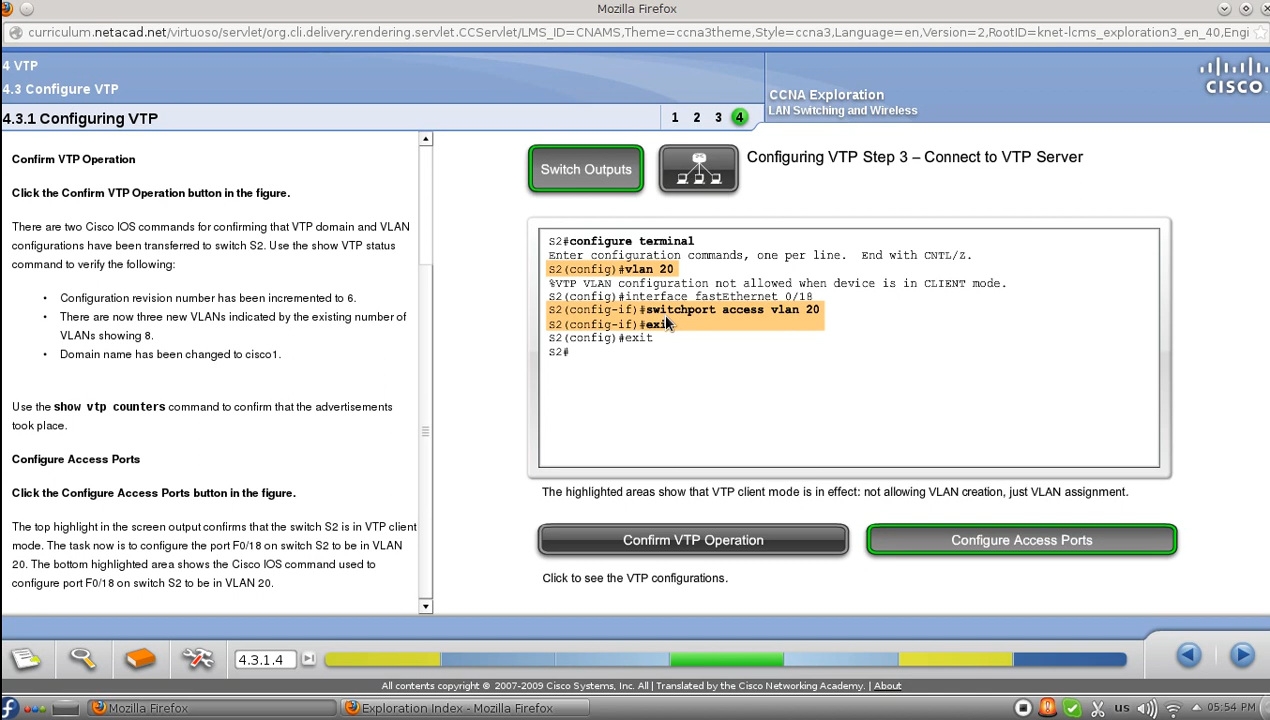 Mozilla Firefox
curriculum.netacad.net/virtuoso/servlet/org.cli.delivery.rendering.servlet.CCServlet/LMS_ID=CNAMS,Theme=ccna3theme,Style=ccna3,Language=en,Version=2,RootID=knet-lcms_exploration3_en_40,Engi
4 VTP
4.3 Configure VTP
CCNA Exploration
LAN Switching and Wireless
CISCO
4.3.1 Configuring VTP
1 2 3 4
Confirm VTP Operation
Click the Confirm VTP Operation button in the figure.
There are two Cisco IOS commands for confirming that VTP domain and VLAN
configurations have been transferred to switch S2. Use the show VTP status
command to verify the following:
• Configuration revision number has been incremented to 6.
• There are now three new VLANs indicated by the existing number of
VLANs showing 8.
• Domain name has been changed to cisco1.
Use the show vtp counters command to confirm that the advertisements
took place.
Configure Access Ports
Click the Configure Access Ports button in the figure.
The top highlight in the screen output confirms that the switch S2 is in VTP client
mode. The task now is to configure the port F0/18 on switch S2 to be in VLAN
20. The bottom highlighted area shows the Cisco IOS command used to
configure port F0/18 on switch S2 to be in VLAN 20.
Switch Outputs
Configuring VTP Step 3 – Connect to VTP Server
S2#configure terminal
Enter configuration commands, one per line. End with CNTL/Z.
S2(config)#vlan 20
%VTP VLAN configuration not allowed when device is in CLIENT mode.
S2(config)#interface fastEthernet 0/18
S2(config-if)#switchport access vlan 20
S2(config-if)#exit
S2(config)#exit
S2#
The highlighted areas show that VTP client mode is in effect: not allowing VLAN creation, just VLAN assignment.
Confirm VTP Operation
Configure Access Ports
Click to see the VTP configurations.
4.3.1.4
All contents copyright © 2007-2009 Cisco Systems, Inc. All | Translated by the Cisco Networking Academy. | About
Mozilla Firefox
Exploration Index - Mozilla Firefox
us
05:54 PM